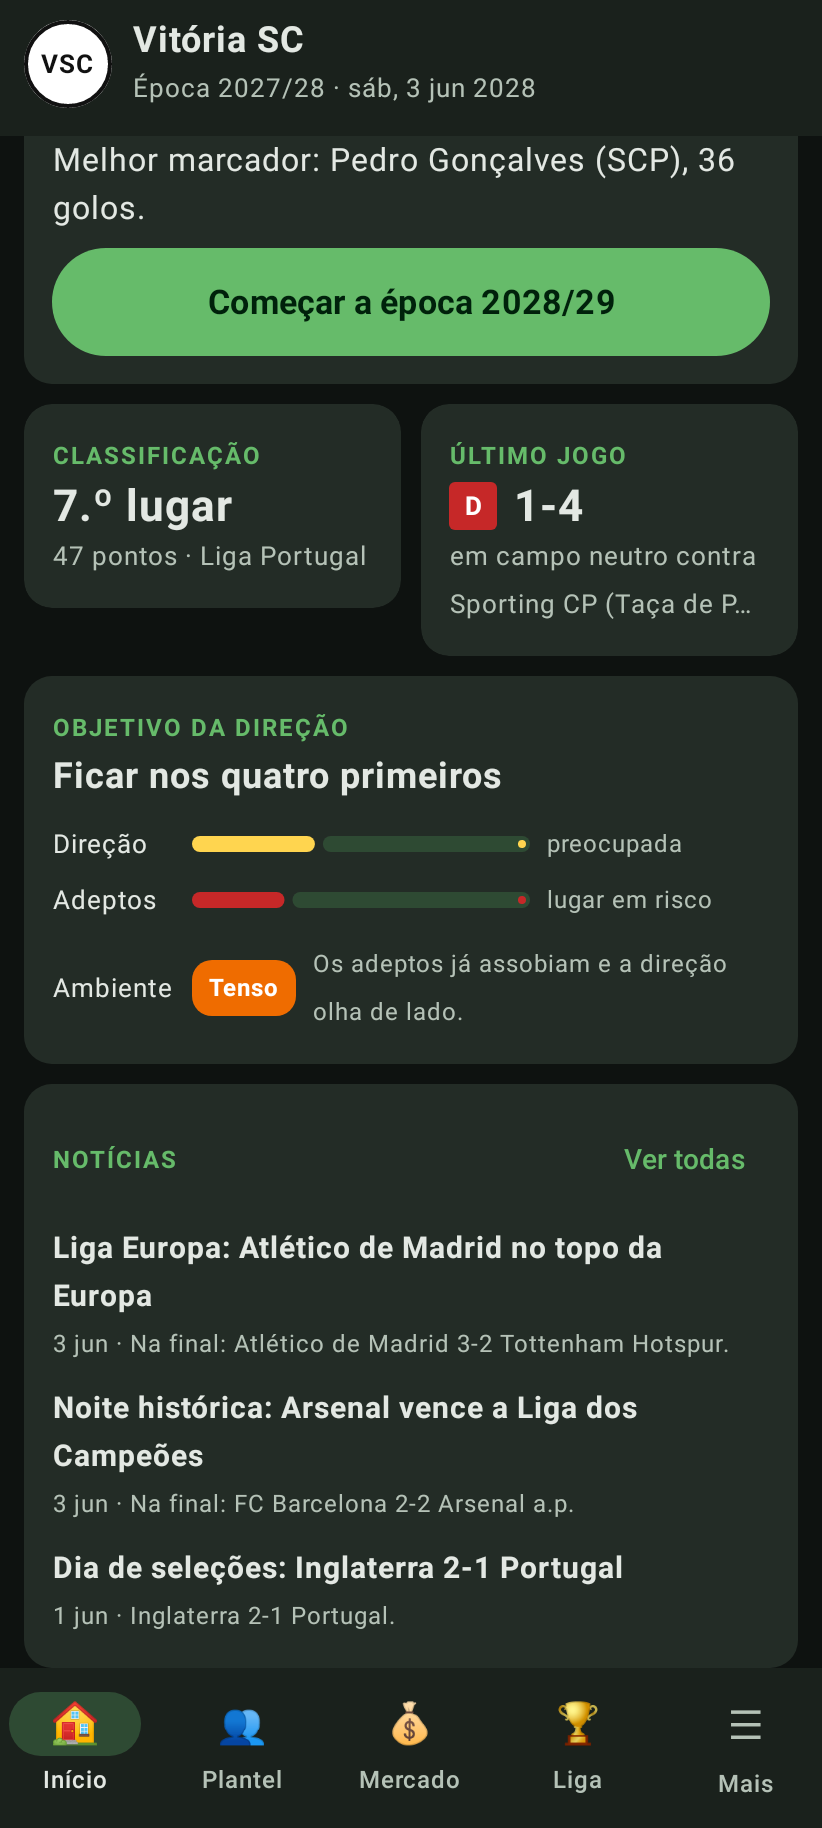 VSC
Vitória SC
Época 2027/28 · sáb, 3 jun 2028
Melhor marcador: Pedro Gonçalves (SCP), 36
golos.
Começar a época 2028/29
CLASSIFICAÇÃO
7.º lugar
47 pontos · Liga Portugal
ÚLTIMO JOGO
D 1-4
em campo neutro contra
Sporting CP (Taça de P…
OBJETIVO DA DIREÇÃO
Ficar nos quatro primeiros
Direção preocupada
Adeptos lugar em risco
Ambiente Tenso
Os adeptos já assobiam e a direção
olha de lado.
NOTÍCIAS Ver todas
Liga Europa: Atlético de Madrid no topo da
Europa
3 jun · Na final: Atlético de Madrid 3-2 Tottenham Hotspur.
Noite histórica: Arsenal vence a Liga dos
Campeões
3 jun · Na final: FC Barcelona 2-2 Arsenal a.p.
Dia de seleções: Inglaterra 2-1 Portugal
1 jun · Inglaterra 2-1 Portugal.
Início Plantel Mercado Liga Mais